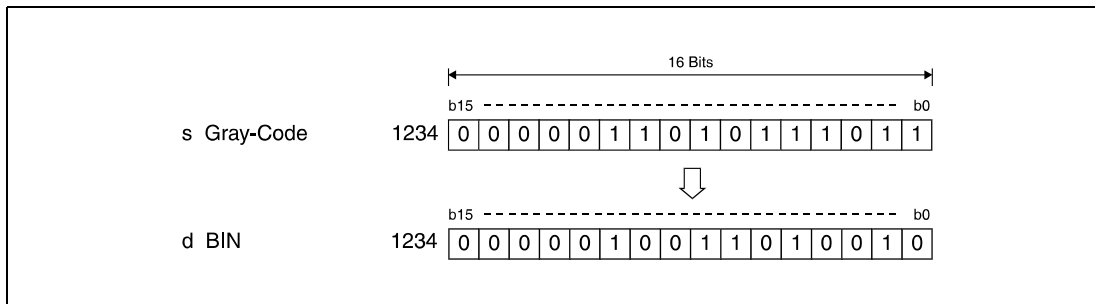 16 Bits
b15 b0
s Gray-Code 1234 0 0 0 0 0 1 1 0 1 0 1 1 1 0 1 1
b15 b0
d BIN 1234 0 0 0 0 0 1 0 0 1 1 0 1 0 0 1 0